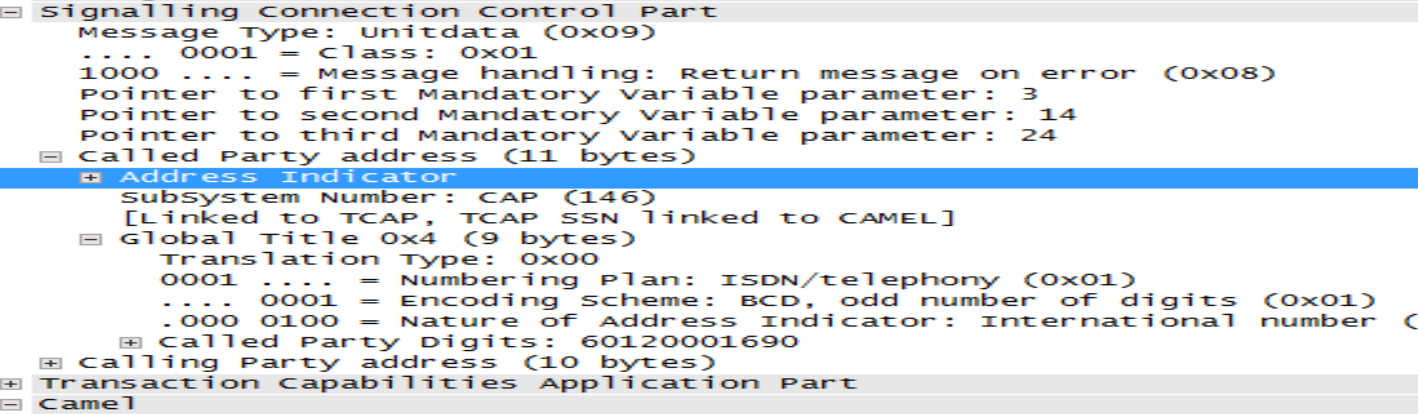 Signalling Connection Control Part
Message Type: Unitdata (0x09)
.... 0001 = Class: 0x01
1000 .... = Message handling: Return message on error (0x08)
Pointer to first Mandatory Variable parameter: 3
Pointer to second Mandatory Variable parameter: 14
Pointer to third Mandatory Variable parameter: 24
Called Party address (11 bytes)
Address Indicator
SubSystem Number: CAP (146)
[Linked to TCAP, TCAP SSN linked to CAMEL]
Global Title 0x4 (9 bytes)
Translation Type: 0x00
0001 .... = Numbering Plan: ISDN/telephony (0x01)
.... 0001 = Encoding Scheme: BCD, odd number of digits (0x01)
.000 0100 = Nature of Address Indicator: International number (
Called Party Digits: 60120001690
Calling Party address (10 bytes)
Transaction Capabilities Application Part
Camel